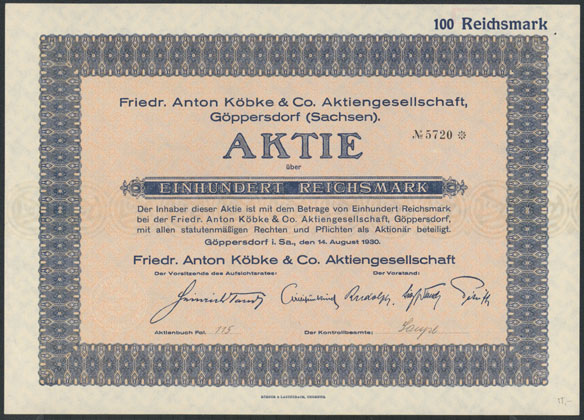 100 Reichsmark
Friedr. Anton Köbke & Co. Aktiengesellschaft,
Göppersdorf (Sachsen).
№ 5720
AKTIE
über
EINHUNDERT REICHSMARK
Der Inhaber dieser Aktie ist mit dem Betrage von Einhundert Reichsmark
bei der Friedr. Anton Köbke & Co. Aktiengesellschaft, Göppersdorf,
mit allen statutenmäßigen Rechten und Pflichten als Aktionär beteiligt.
Göppersdorf i. Sa., den 14. August 1930.
Friedr. Anton Köbke & Co. Aktiengesellschaft
Der Vorsitzende des Aufsichtsrates: Der Vorstand:
Aktienbuch Fol. 115 Der Kontrollbeamte: